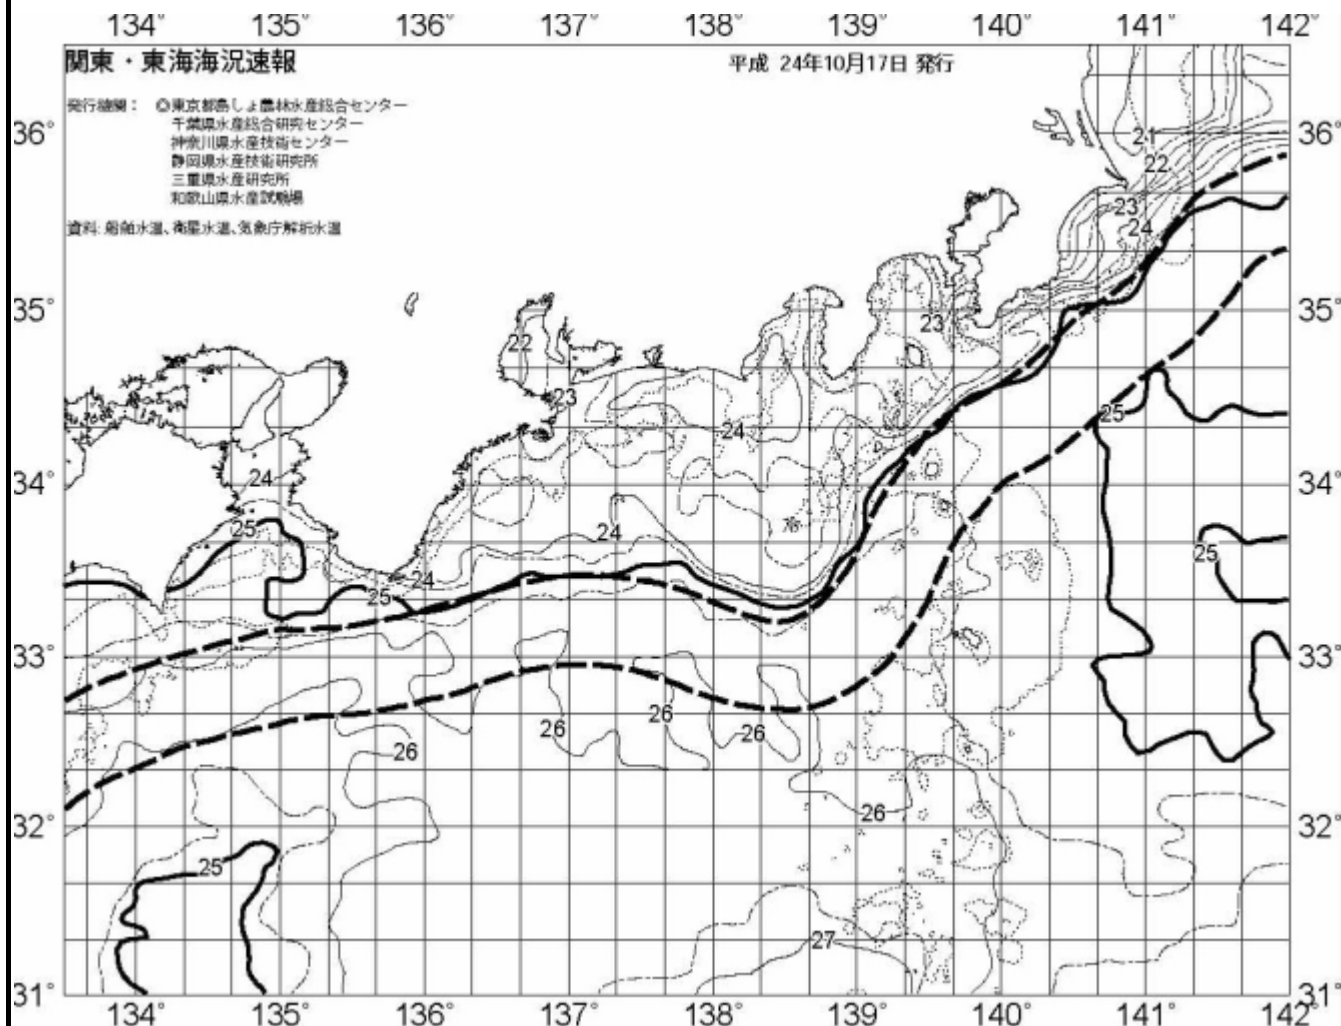 134° 135° 136° 137° 138° 139° 140° 141° 142°
関東・東海海況速報
平成 24年10月17日 発行
発行機関： ◎東京都島しょ農林水産総合センター
千葉県水産総合研究センター
神奈川県水産技術センター
静岡県水産技術研究所
三重県水産研究所
和歌山県水産試験場
資料: 船舶水温、衛星水温、気象庁解析水温
36° 21 36°
22
23
24
35° 23 35°
22
23
25
24
34° 24 34°
25 24 25
24
25
33° 33°
26 26 26
26
26
32° 32°
25
27
31° 31°
134° 135° 136° 137° 138° 139° 140° 141° 142°